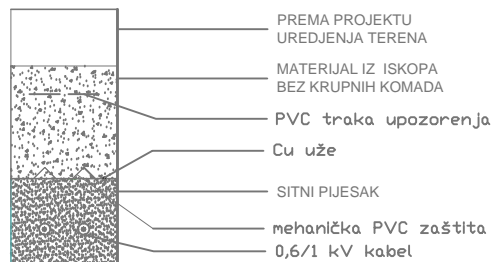 PREMA PROJEKTU
UREDJENJA TERENA
MATERIJAL IZ ISKOPA
BEZ KRUPNIH KOMADA
PVC traka upozorenja
Cu uže
SITNI PIJESAK
mehanička PVC zaštita
0,6/1 kV kabel